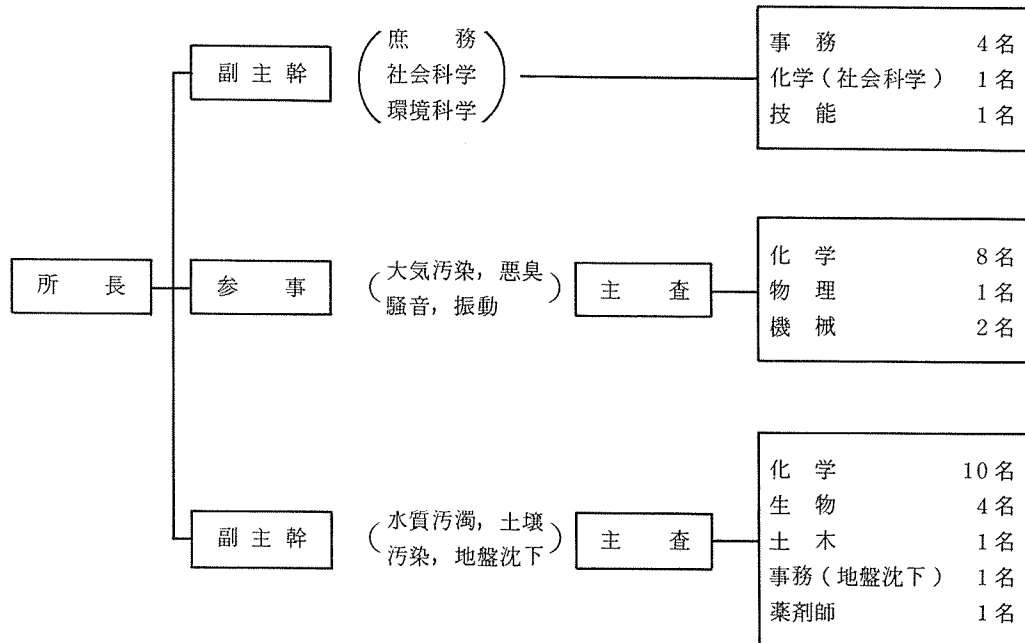 庶務
副主幹
社会科学
環境科学
事務 4名
化学(社会科学) 1名
技能 1名
所長
参事
大気汚染,悪臭
騒音,振動
主査
化学 8名
物理 1名
機械 2名
副主幹
水質汚濁,土壌
汚染,地盤沈下
主査
化学 10名
生物 4名
土木 1名
事務(地盤沈下) 1名
薬剤師 1名